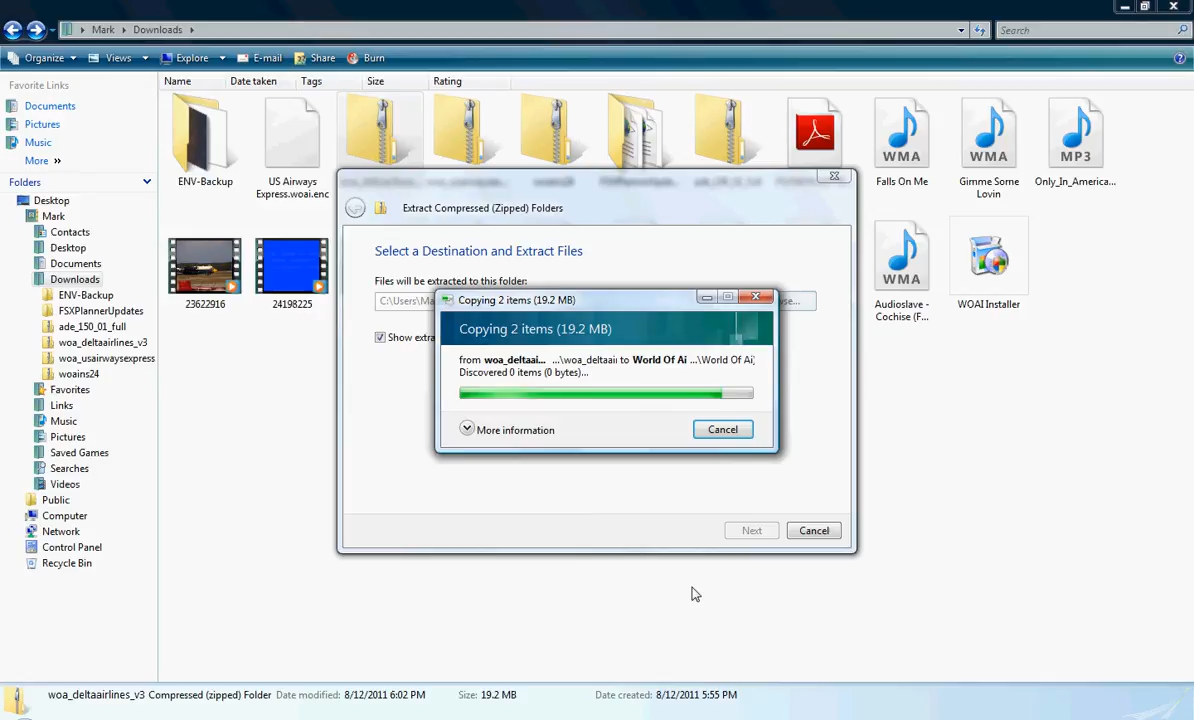 Mark Downloads
Search
Organize Views Explore E-mail Share Burn
Favorite Links
Documents
Pictures
Music
More »
Folders
Desktop
Mark
Contacts
Desktop
Documents
Downloads
ENV-Backup
FSXPlannerUpdates
ade_150_01_full
woa_deltaairlines_v3
woa_usairwaysexpress
woains24
Favorites
Links
Music
Pictures
Saved Games
Searches
Videos
Public
Computer
Network
Control Panel
Recycle Bin
Name Date taken Tags Size Rating
ENV-Backup
US Airways
Express.woai.enc
WMA
Falls On Me
WMA
Gimme Some
Lovin
MP3
Only_In_America...
23622916
24198225
WMA
Audioslave -
Cochise (F...
WOAI Installer
Extract Compressed (Zipped) Folders
Select a Destination and Extract Files
Files will be extracted to this folder:
C:\Users\Ma
Show extra
Next
Cancel
Copying 2 items (19.2 MB)
Copying 2 items (19.2 MB)
from woa_deltaai... ...\woa_deltaair to World Of Ai ...\World Of Ai
Discovered 0 items (0 bytes)...
More information
Cancel
woa_deltaairlines_v3 Compressed (zipped) Folder Date modified: 8/12/2011 6:02 PM Size: 19.2 MB Date created: 8/12/2011 5:55 PM